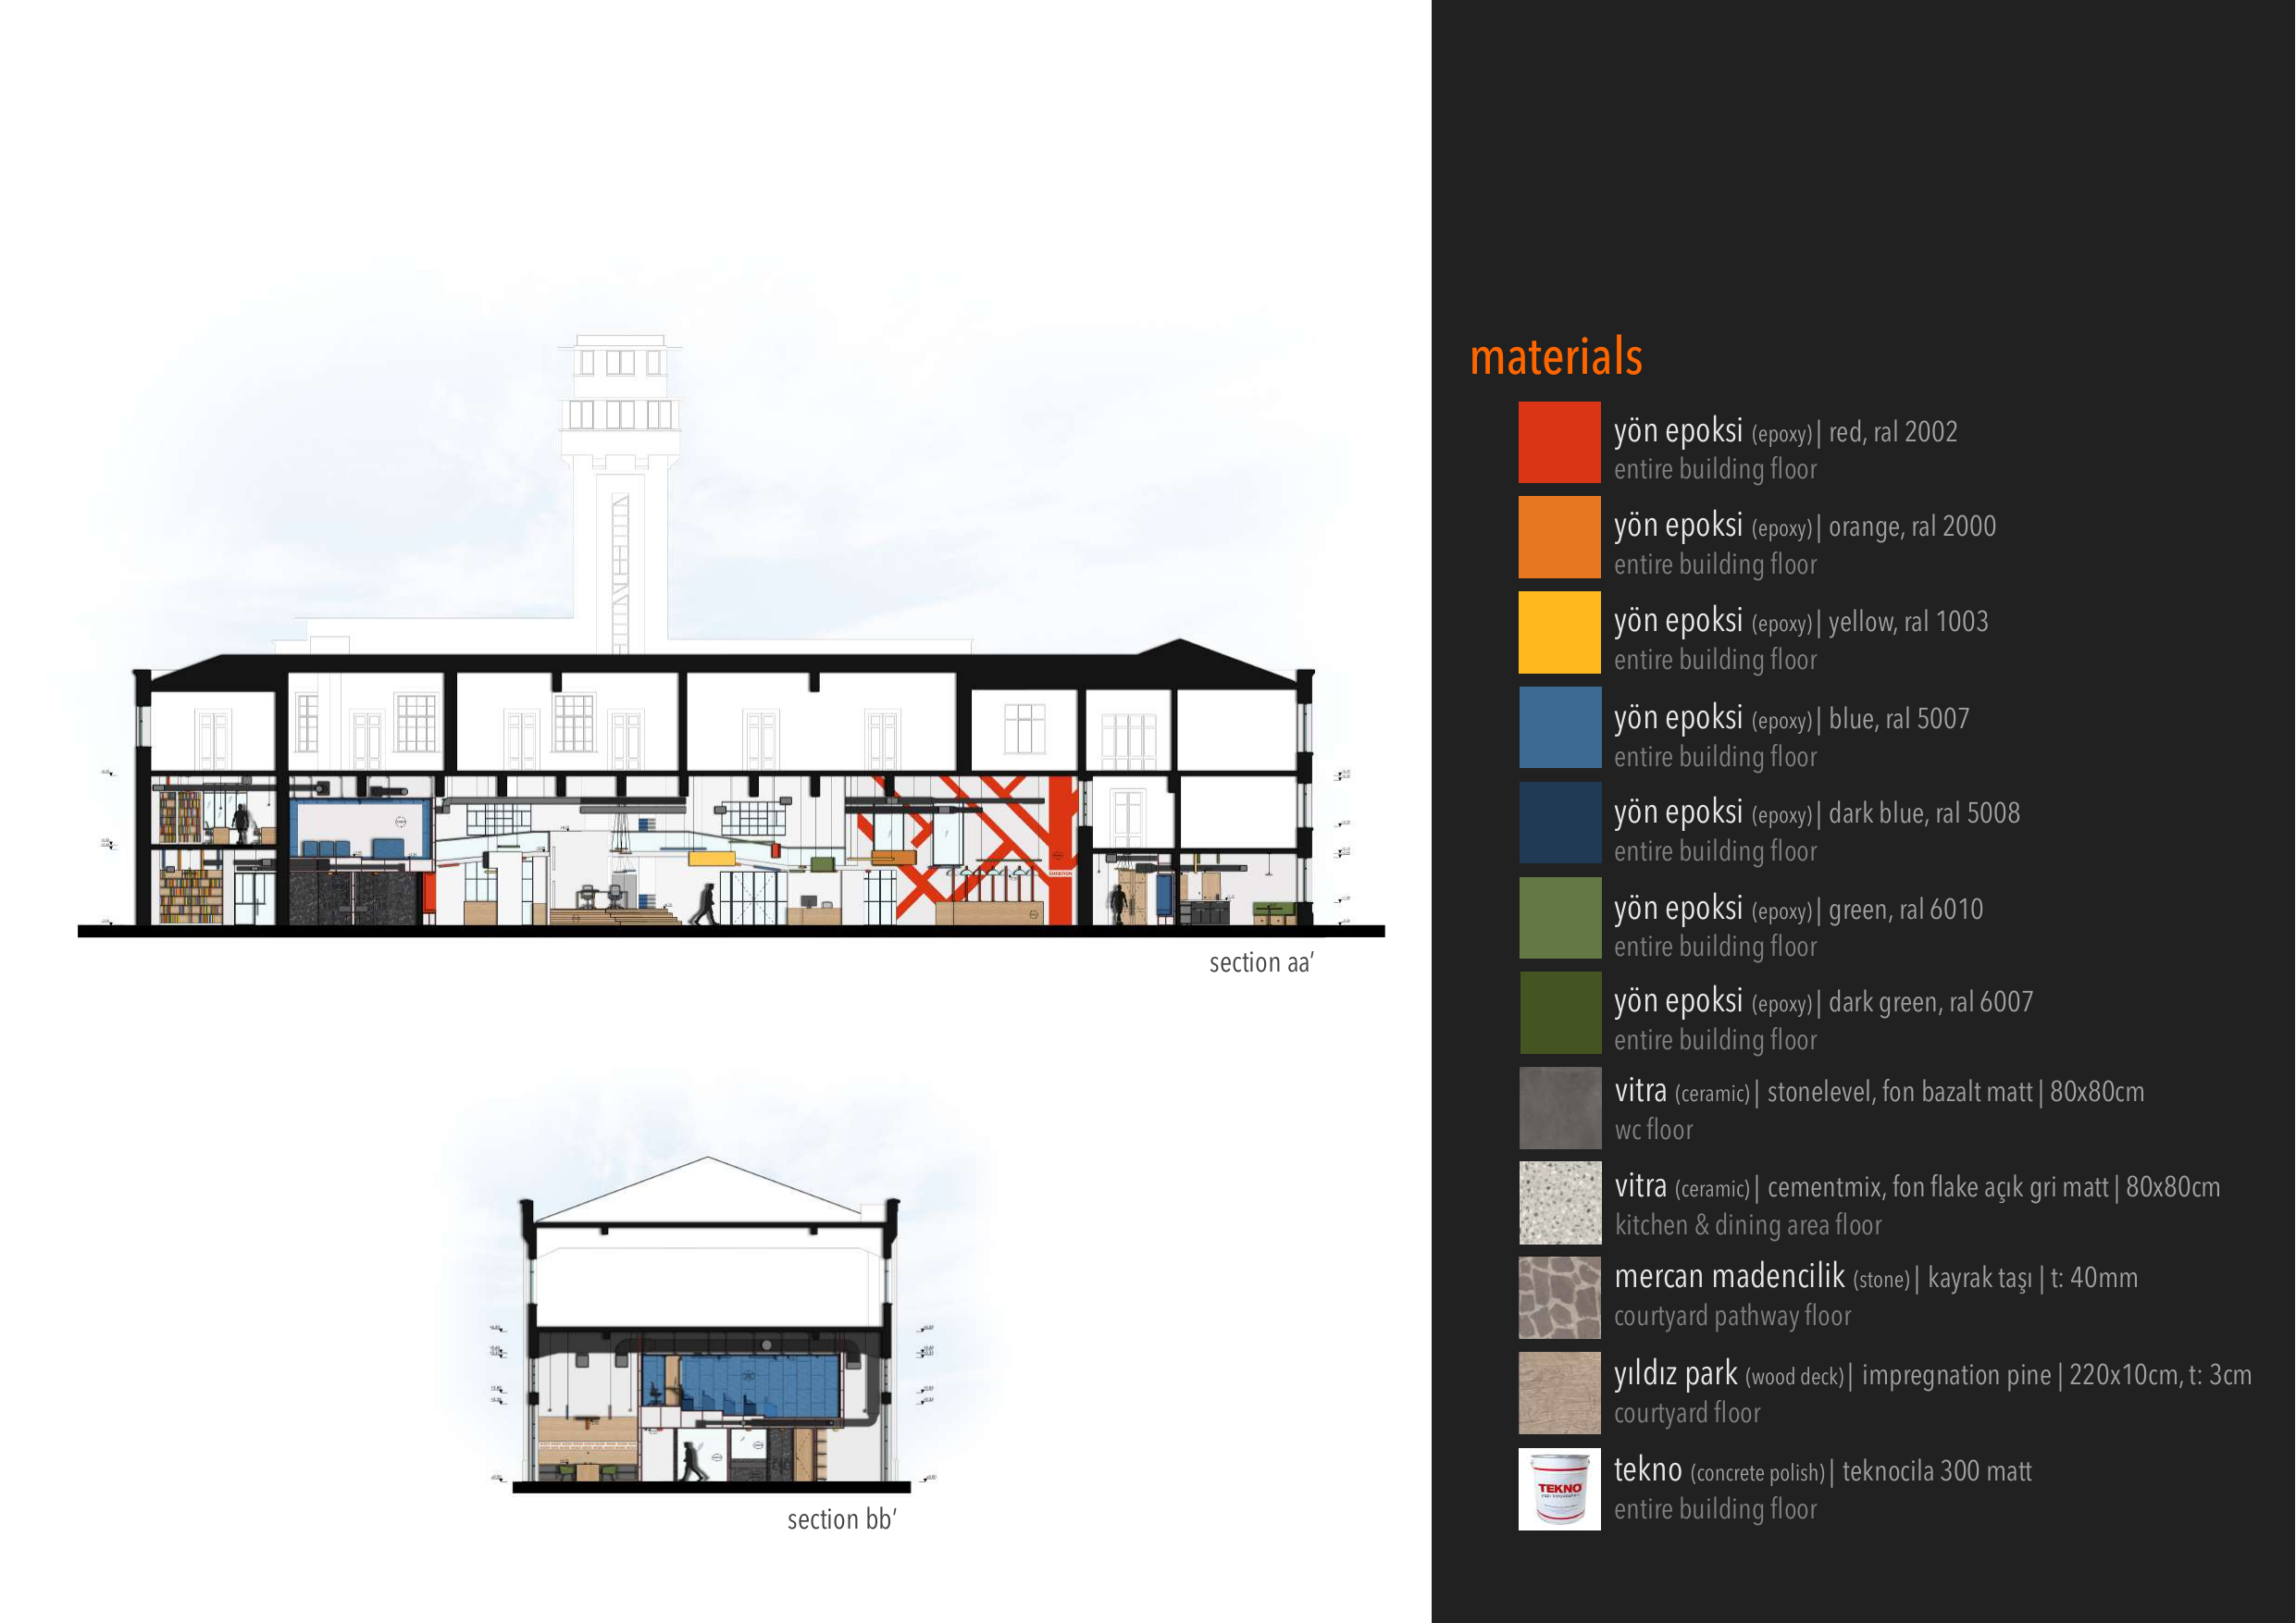 section aa'
section bb'
materials
yön epoksi (epoxy)| red, ral 2002
entire building floor
yön epoksi (epoxy)| orange, ral 2000
entire building floor
yön epoksi (epoxy)| yellow, ral 1003
entire building floor
yön epoksi (epoxy)| blue, ral 5007
entire building floor
yön epoksi (epoxy)| dark blue, ral 5008
entire building floor
yön epoksi (epoxy)| green, ral 6010
entire building floor
yön epoksi (epoxy)| dark green, ral 6007
entire building floor
vitra (ceramic)| stonelevel, fon bazalt matt | 80x80cm
wc floor
vitra (ceramic)| cementmix, fon flake açık gri matt | 80x80cm
kitchen & dining area floor
mercan madencilik (stone)| kayrak taşı | t: 40mm
courtyard pathway floor
yıldız park (wood deck)| impregnation pine | 220x10cm, t: 3cm
courtyard floor
TEKNO
tekno (concrete polish)| teknocila 300 matt
entire building floor